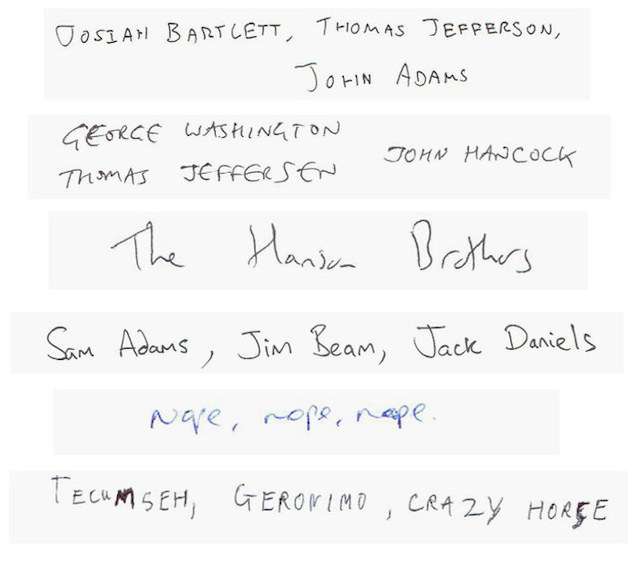 JOSIAH BARTLETT, THOMAS JEFFERSON,
JOHN ADAMS
GEORGE WASHINGTON
THOMAS JEFFERSEN JOHN HANCOCK
The Hanson Brothers
Sam Adams, Jim Beam, Jack Daniels
Nope, nope, nope.
TECUMSEH, GERONIMO, CRAZY HORSE